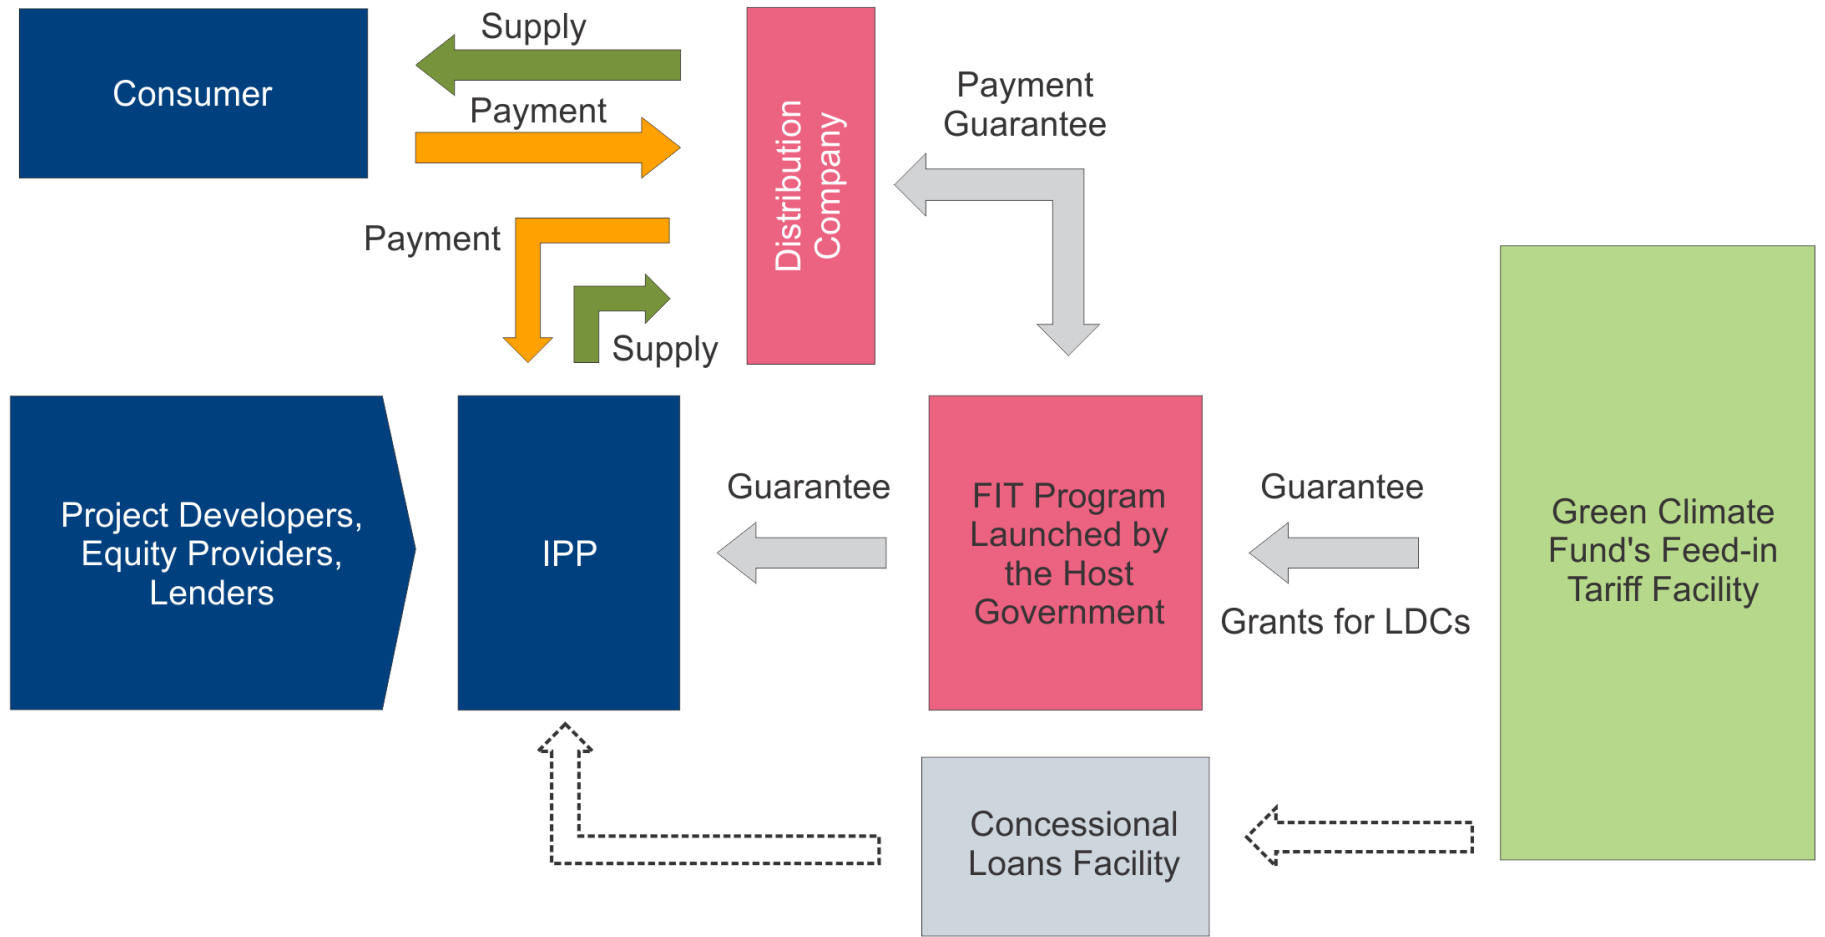 Supply
Consumer
Payment
Distribution
Company
Payment
Guarantee
Payment
Supply
Project Developers,
Equity Providers,
Lenders
IPP
Guarantee
FIT Program
Launched by
the Host
Government
Guarantee
Grants for LDCs
Green Climate
Fund's Feed-in
Tariff Facility
Concessional
Loans Facility